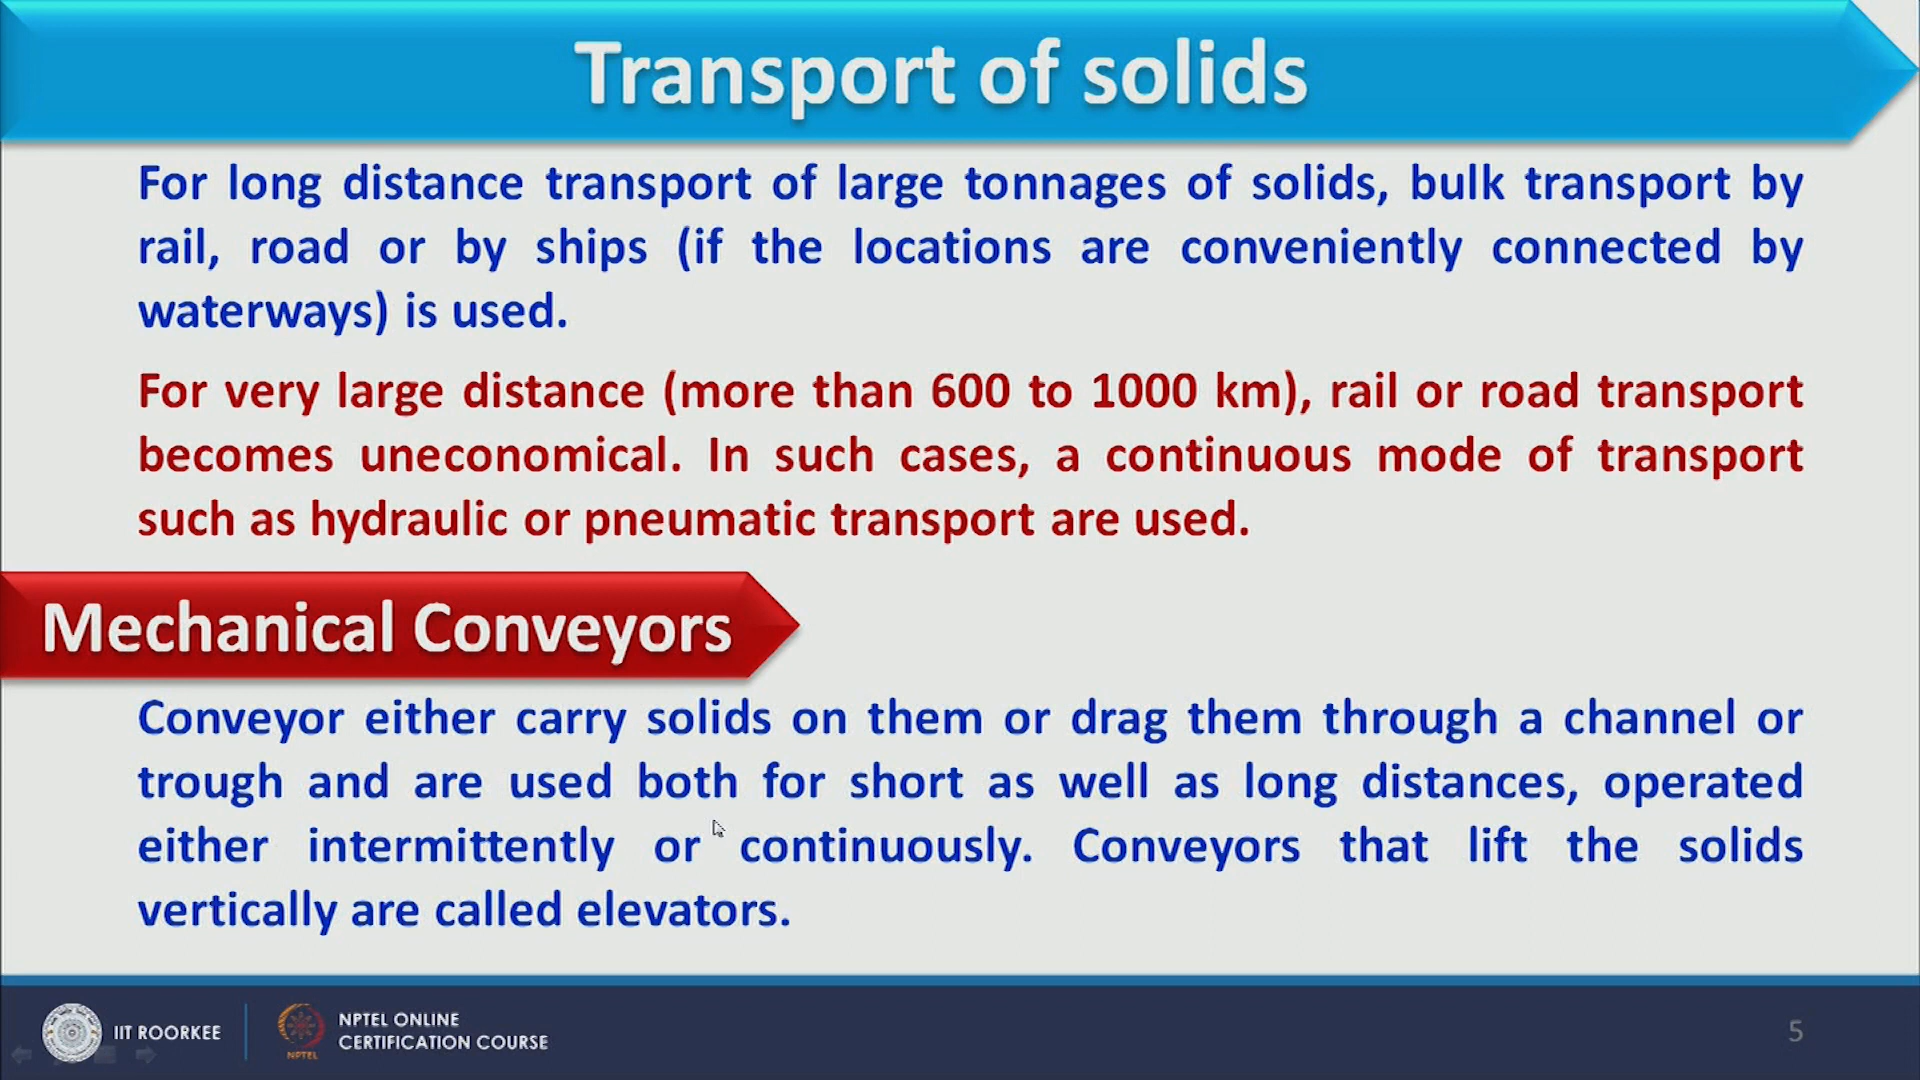 Transport of solids
For long distance transport of large tonnages of solids, bulk transport by
rail, road or by ships (if the locations are conveniently connected by
waterways) is used.
For very large distance (more than 600 to 1000 km), rail or road transport
becomes uneconomical. In such cases, a continuous mode of transport
such as hydraulic or pneumatic transport are used.
Mechanical Conveyors
Conveyor either carry solids on them or drag them through a channel or
trough and are used both for short as well as long distances, operated
either intermittently or continuously. Conveyors that lift the solids
vertically are called elevators.
IIT ROORKEE
NPTEL
NPTEL ONLINE
CERTIFICATION COURSE
5